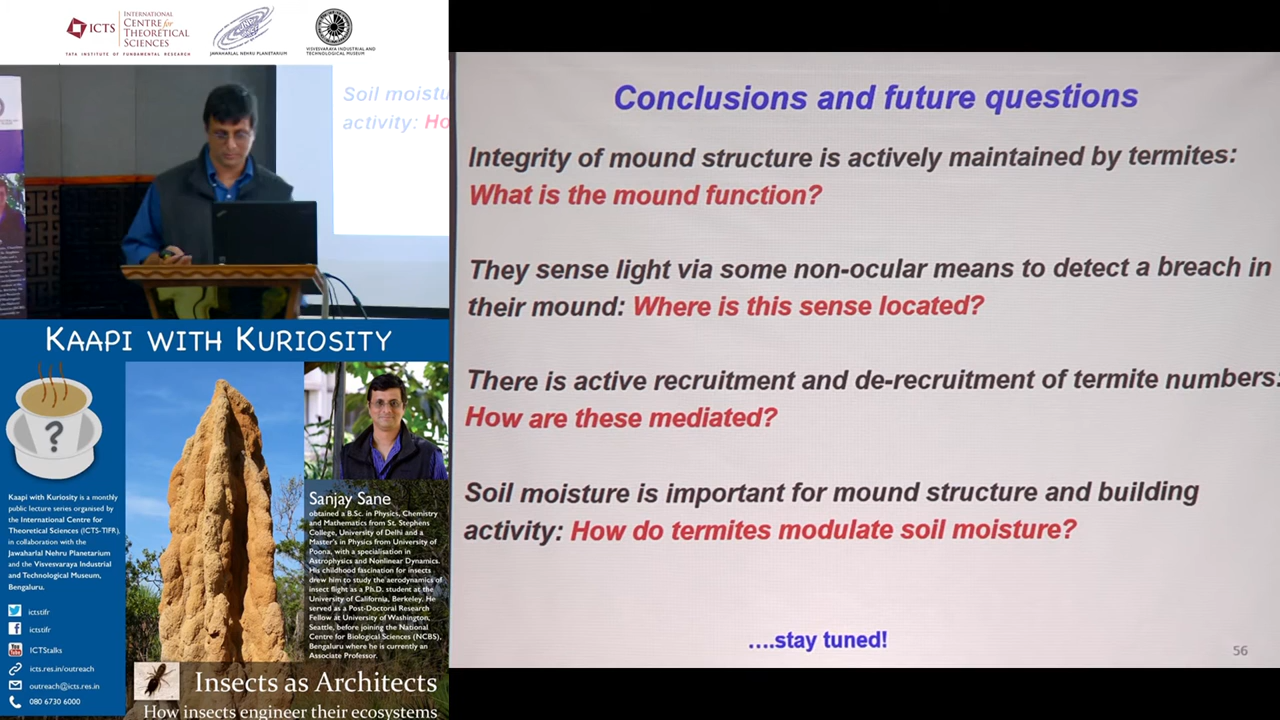 ICTS
INTERNATIONAL
CENTRE for
THEORETICAL
SCIENCES
TATA INSTITUTE OF FUNDAMENTAL RESEARCH
JAWAHARLAL NEHRU PLANETARIUM
VISVESVARAYA INDUSTRIAL AND
TECHNOLOGICAL MUSEUM
Soil moistu
activity: Ho
KAAPI WITH KURIOSITY
?
Kaapi with Kuriosity is a monthly
public lecture series organised by
the International Centre for
Theoretical Sciences (ICTS-TIFR),
in collaboration with the
Jawaharlal Nehru Planetarium
and the Visvesvaraya Industrial
and Technological Museum,
Bengaluru.
ictstifr
ictstifr
ICTStalks
icts.res.in/outreach
outreach@icts.res.in
080 6730 6000
Sanjay Sane
obtained a B.Sc. in Physics, Chemistry
and Mathematics from St. Stephens
College, University of Delhi and a
Master's in Physics from University of
Poona, with a specialisation in
Astrophysics and Nonlinear Dynamics.
His childhood fascination for insects
drew him to study the aerodynamics of
insect flight as a Ph.D. student at the
University of California, Berkeley. He
served as a Post-Doctoral Research
Fellow at University of Washington,
Seattle, before joining the National
Centre for Biological Sciences (NCBS),
Bengaluru where he is currently an
Associate Professor.
Insects as Architects
How insects engineer their ecosystems
Conclusions and future questions
Integrity of mound structure is actively maintained by termites:
What is the mound function?
They sense light via some non-ocular means to detect a breach in
their mound: Where is this sense located?
There is active recruitment and de-recruitment of termite numbers:
How are these mediated?
Soil moisture is important for mound structure and building
activity: How do termites modulate soil moisture?
....stay tuned!
56